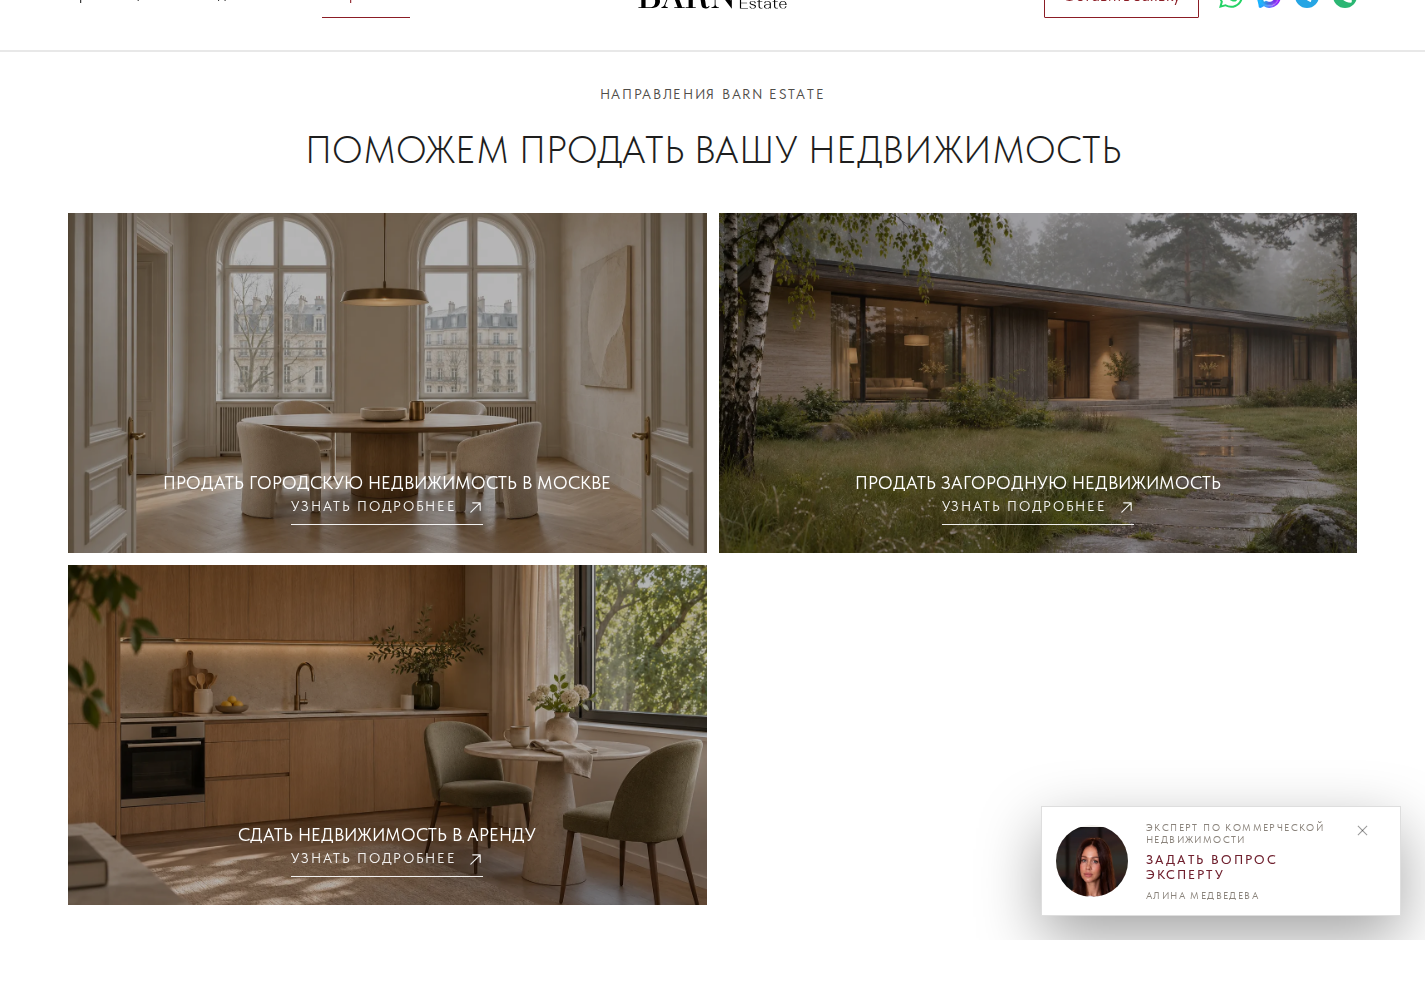 BARN Estate
НАПРАВЛЕНИЯ BARN ESTATE
ПОМОЖЕМ ПРОДАТЬ ВАШУ НЕДВИЖИМОСТЬ
ПРОДАТЬ ГОРОДСКУЮ НЕДВИЖИМОСТЬ В МОСКВЕ
УЗНАТЬ ПОДРОБНЕЕ
ПРОДАТЬ ЗАГОРОДНУЮ НЕДВИЖИМОСТЬ
УЗНАТЬ ПОДРОБНЕЕ
СДАТЬ НЕДВИЖИМОСТЬ В АРЕНДУ
УЗНАТЬ ПОДРОБНЕЕ
ЭКСПЕРТ ПО КОММЕРЧЕСКОЙ
НЕДВИЖИМОСТИ
ЗАДАТЬ ВОПРОС
ЭКСПЕРТУ
АЛИНА МЕДВЕДЕВА